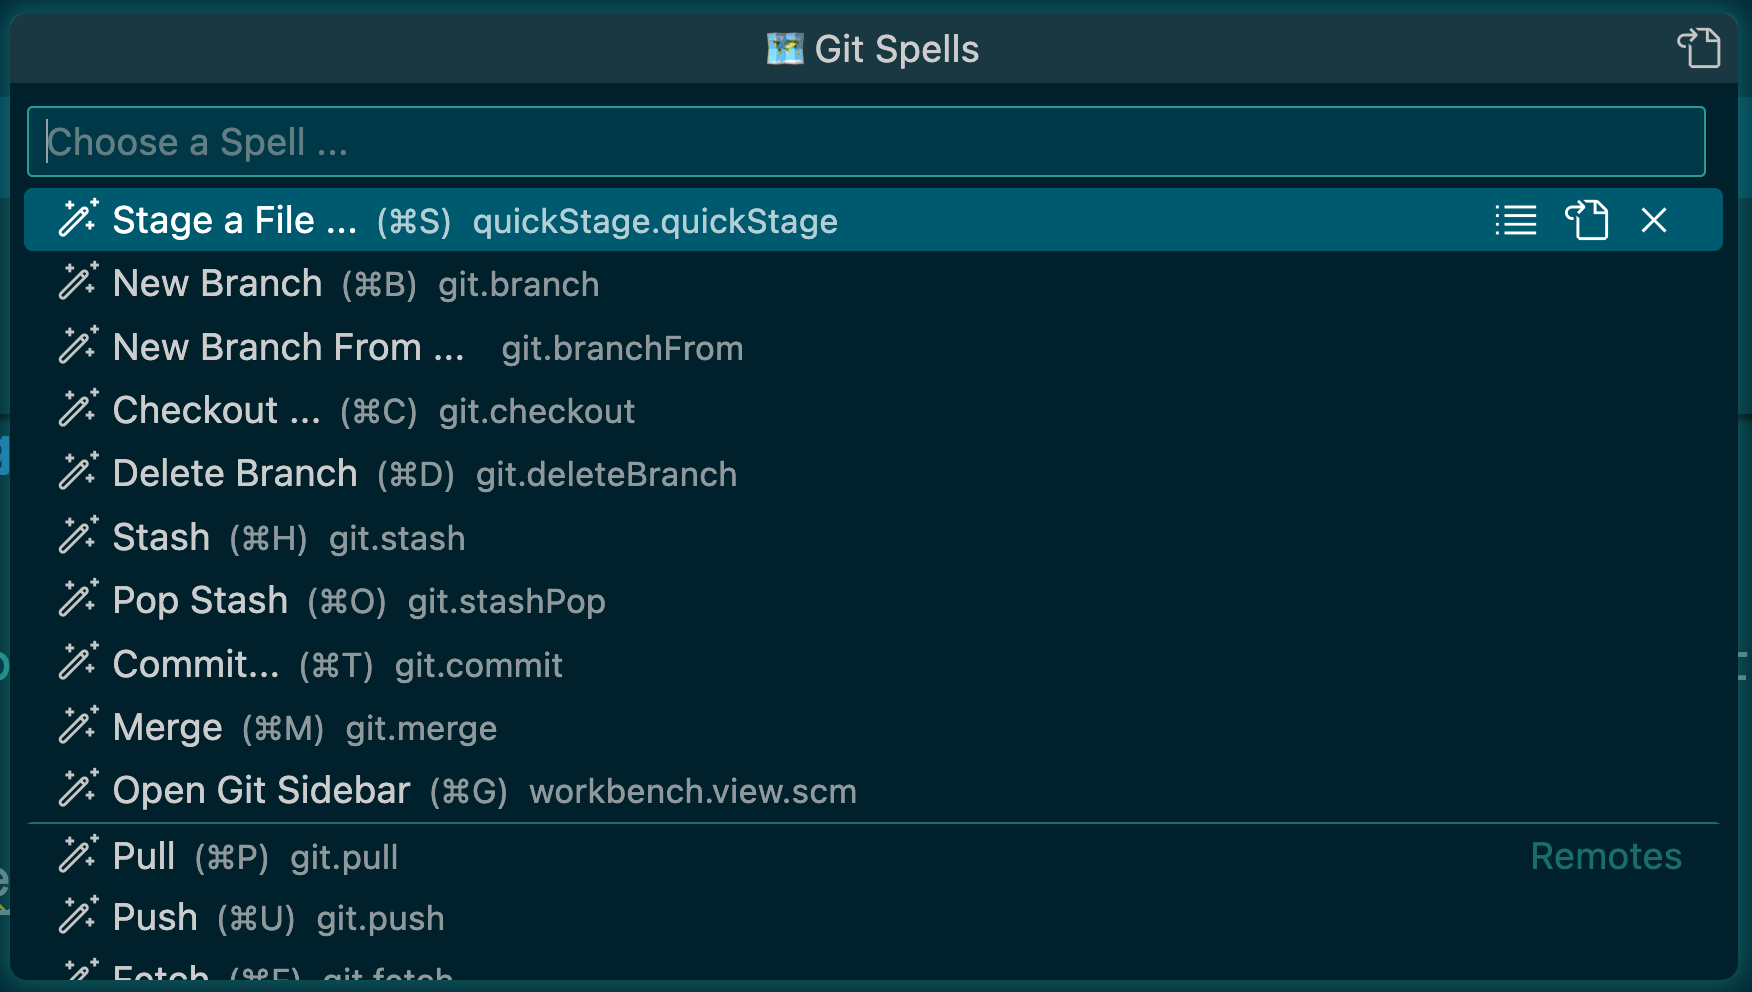 🗺️ Git Spells
Choose a Spell ...
Stage a File ... (⌘S) quickStage.quickStage
New Branch (⌘B) git.branch
New Branch From ... git.branchFrom
Checkout ... (⌘C) git.checkout
Delete Branch (⌘D) git.deleteBranch
Stash (⌘H) git.stash
Pop Stash (⌘O) git.stashPop
Commit... (⌘T) git.commit
Merge (⌘M) git.merge
Open Git Sidebar (⌘G) workbench.view.scm
Pull (⌘P) git.pull Remotes
Push (⌘U) git.push
Fetch (⌘F) git.fetch